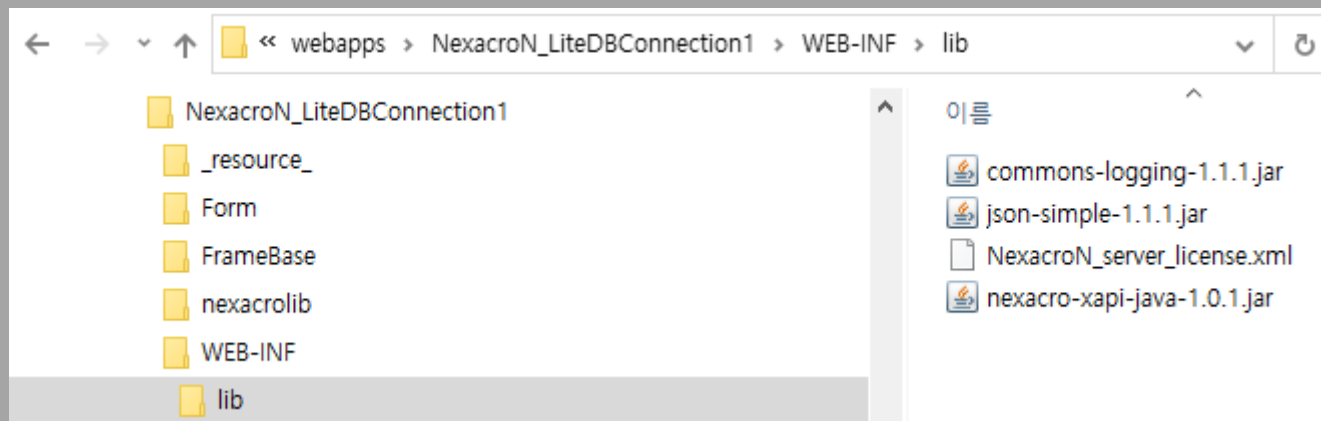 « webapps > NexacroN_LiteDBConnection1 > WEB-INF > lib
NexacroN_LiteDBConnection1
_resource_
Form
FrameBase
nexacrolib
WEB-INF
lib
이름
commons-logging-1.1.1.jar
json-simple-1.1.1.jar
NexacroN_server_license.xml
nexacro-xapi-java-1.0.1.jar